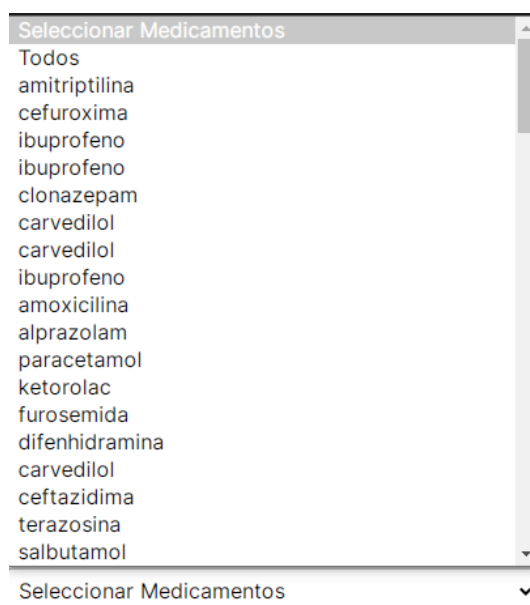 Seleccionar Medicamentos
Todos
amitriptilina
cefuroxima
ibuprofeno
ibuprofeno
clonazepam
carvedilol
carvedilol
ibuprofeno
amoxicilina
alprazolam
paracetamol
ketorolac
furosemida
difenhidramina
carvedilol
ceftazidima
terazosina
salbutamol
Seleccionar Medicamentos